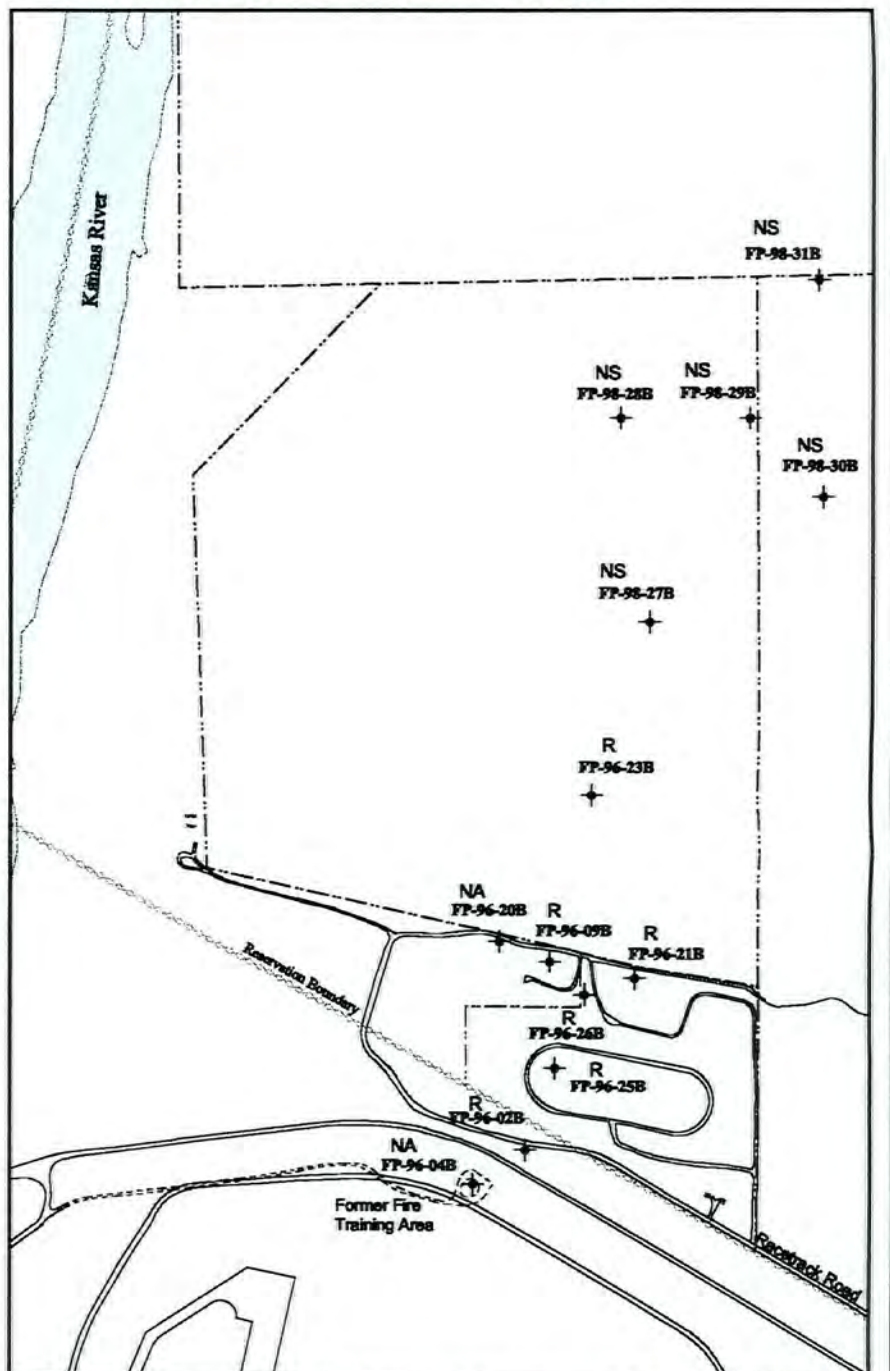 Kansas River
NS
FP-98-31B
NS
FP-98-28B
NS
FP-98-29B
NS
FP-98-30B
NS
FP-98-27B
R
FP-96-23B
NA
FP-96-20B
R
FP-96-09B
R
FP-96-21B
Reservation Boundary
R
FP-96-26B
R
FP-96-25B
R
FP-96-02B
NA
FP-96-04B
Former Fire
Training Area
Racetrack Road